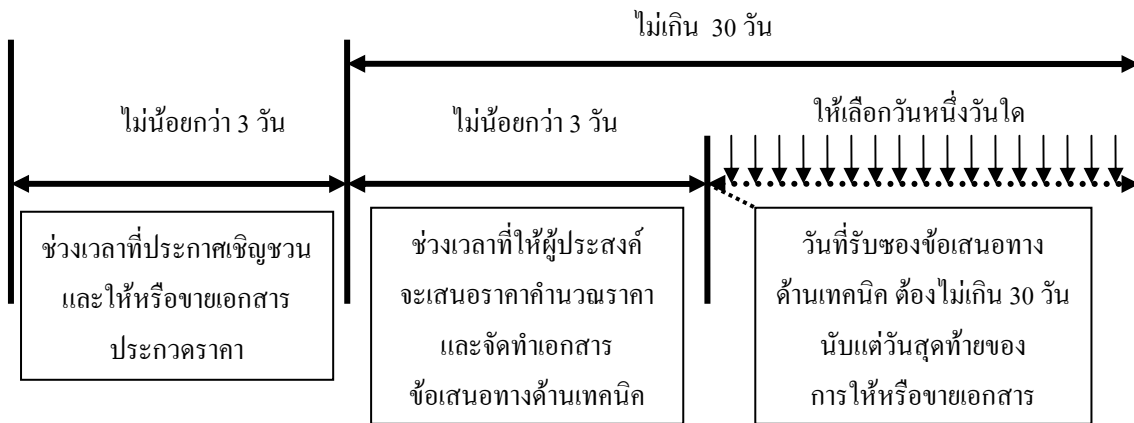 ไม่เกิน 30 วัน
ไม่น้อยกว่า 3 วัน
ไม่น้อยกว่า 3 วัน
ให้เลือกวันหนึ่งวันใด
ช่วงเวลาที่ประกาศเชิญชวน
และให้หรือขายเอกสาร
ประกวดราคา
ช่วงเวลาที่ให้ผู้ประสงค์
จะเสนอราคาคำนวณราคา
และจัดทำเอกสาร
ข้อเสนอทางด้านเทคนิค
วันที่รับซองข้อเสนอทาง
ด้านเทคนิค ต้องไม่เกิน 30 วัน
นับแต่วันสุดท้ายของ
การให้หรือขายเอกสาร